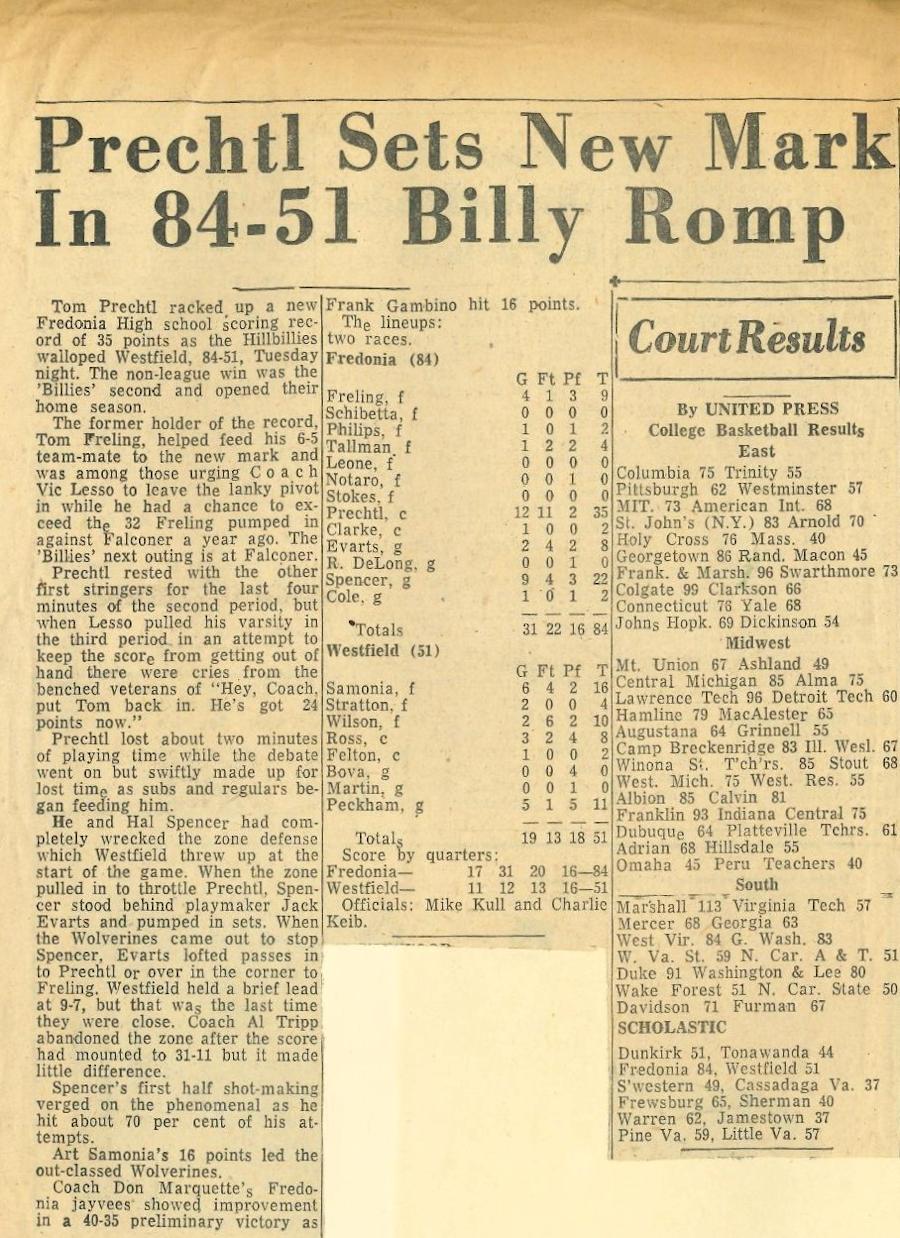 Prechtl Sets New Mark
In 84-51 Billy Romp
Tom Prechtl racked up a new
Fredonia High school scoring rec-
ord of 35 points as the Hillbillies
walloped Westfield, 84-51, Tuesday
night. The non-league win was the
'Billies' second and opened their
home season.
The former holder of the record,
Tom Freling, helped feed his 6-5
team-mate to the new mark and
was among those urging Coach
Vic Lesso to leave the lanky pivot
in while he had a chance to ex-
ceed the 32 Freling pumped in
against Falconer a year ago. The
'Billies' next outing is at Falconer.
Prechtl rested with the other
first stringers for the last four
minutes of the second period, but
when Lesso pulled his varsity in
the third period in an attempt to
keep the score from getting out of
hand there were cries from the
benched veterans of "Hey, Coach,
put Tom back in. He's got 24
points now."
Prechtl lost about two minutes
of playing time while the debate
went on but swiftly made up for
lost time as subs and regulars be-
gan feeding him.
He and Hal Spencer had com-
pletely wrecked the zone defense
which Westfield threw up at the
start of the game. When the zone
pulled in to throttle Prechtl, Spen-
cer stood behind playmaker Jack
Evarts and pumped in sets. When
the Wolverines came out to stop
Spencer, Evarts lofted passes in
to Prechtl or over in the corner to
Freling. Westfield held a brief lead
at 9-7, but that was the last time
they were close. Coach Al Tripp
abandoned the zone after the score
had mounted to 31-11 but it made
little difference.
Spencer's first half shot-making
verged on the phenomenal as he
hit about 70 per cent of his at-
tempts.
Art Samonia's 16 points led the
out-classed Wolverines.
Coach Don Marquette's Fredo-
nia jayvees showed improvement
in a 40-35 preliminary victory as
Frank Gambino hit 16 points.
The lineups:
two races.
Fredonia (84)
G Ft Pf T
Freling, f 4 1 3 9
Schibetta, f 0 0 0 0
Philips, f 1 0 1 2
Tallman, f 1 2 2 4
Leone, f 0 0 0 0
Notaro, f 0 0 1 0
Stokes, f 0 0 0 0
Prechtl, c 12 11 2 35
Clarke, c 1 0 0 2
Evarts, g 2 4 2 8
R. DeLong, g 0 0 1 0
Spencer, g 9 4 3 22
Cole, g 1 0 1 2
Totals 31 22 16 84
Westfield (51)
G Ft Pf T
Samonia, f 6 4 2 16
Stratton, f 2 0 0 4
Wilson, f 2 6 2 10
Ross, c 3 2 4 8
Felton, c 1 0 0 2
Bova, g 0 0 4 0
Martin, g 0 0 1 0
Peckham, g 5 1 5 11
Totals 19 13 18 51
Score by quarters:
Fredonia— 17 31 20 16—84
Westfield— 11 12 13 16—51
Officials: Mike Kull and Charlie
Keib.
Court Results
By UNITED PRESS
College Basketball Results
East
Columbia 75 Trinity 55
Pittsburgh 62 Westminster 57
MIT. 73 American Int. 68
St. John's (N.Y.) 83 Arnold 70
Holy Cross 76 Mass. 40
Georgetown 86 Rand. Macon 45
Frank. & Marsh. 96 Swarthmore 73
Colgate 99 Clarkson 66
Connecticut 76 Yale 68
Johns Hopk. 69 Dickinson 54
Midwest
Mt. Union 67 Ashland 49
Central Michigan 85 Alma 75
Lawrence Tech 96 Detroit Tech 60
Hamline 79 MacAlester 65
Augustana 64 Grinnell 55
Camp Breckenridge 83 Ill. Wesl. 67
Winona St. T'ch'rs. 85 Stout 68
West. Mich. 75 West. Res. 55
Albion 85 Calvin 81
Franklin 93 Indiana Central 75
Dubuque 64 Platteville Tchrs. 61
Adrian 68 Hillsdale 55
Omaha 45 Peru Teachers 40
South
Marshall 113 Virginia Tech 57
Mercer 68 Georgia 63
West Vir. 84 G. Wash. 83
W. Va. St. 59 N. Car. A & T. 51
Duke 91 Washington & Lee 80
Wake Forest 51 N. Car. State 50
Davidson 71 Furman 67
SCHOLASTIC
Dunkirk 51, Tonawanda 44
Fredonia 84, Westfield 51
S'western 49, Cassadaga Va. 37
Frewsburg 65, Sherman 40
Warren 62, Jamestown 37
Pine Va. 59, Little Va. 57